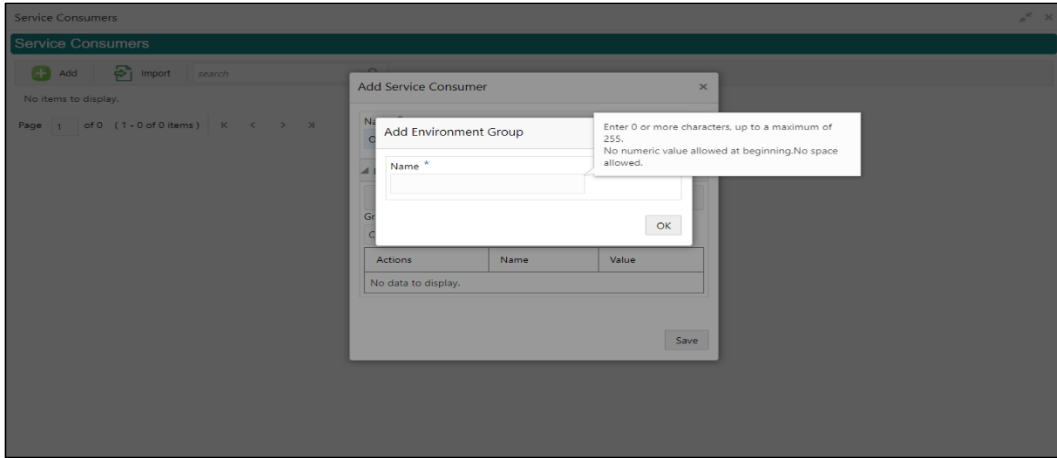 Service Consumers
Service Consumers
Add Import search
No items to display.
Page 1 of 0 ( 1 - 0 of 0 items )
Add Service Consumer
Add Environment Group
Enter 0 or more characters, up to a maximum of
255.
No numeric value allowed at beginning.No space
allowed.
Name *
OK
Actions Name Value
No data to display.
Save